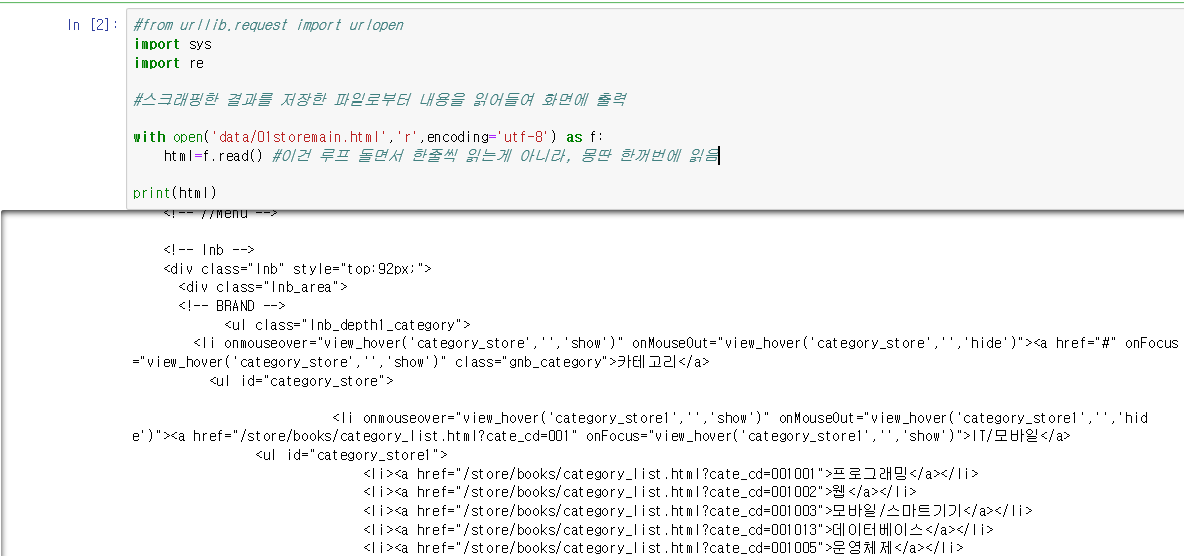 In [2]: #from urllib.request import urlopen
import sys
import re
#스크래핑한 결과를 저장한 파일로부터 내용을 읽어들여 화면에 출력
with open('data/01storemain.html','r',encoding='utf-8') as f:
html=f.read() #이건 루프 돌면서 한줄씩 읽는게 아니라, 몽딴 한꺼번에 읽음
print(html)
<!-- //Menu -->
<!-- lnb -->
<div class="lnb" style="top:92px;">
<div class="lnb_area">
<!-- BRAND -->
<ul class="lnb_depth1_category">
<li onmouseover="view_hover('category_store','','show')" onMouseOut="view_hover('category_store','','hide')"><a href="#" onFocus
="view_hover('category_store','','show')" class="gnb_category">카테고리</a>
<ul id="category_store">
<li onmouseover="view_hover('category_store1','','show')" onMouseOut="view_hover('category_store1','','hid
e')"><a href="/store/books/category_list.html?cate_cd=001" onFocus="view_hover('category_store1','','show')">IT/모바일</a>
<ul id="category_store1">
<li><a href="/store/books/category_list.html?cate_cd=001001">프로그래밍</a></li>
<li><a href="/store/books/category_list.html?cate_cd=001002">웹</a></li>
<li><a href="/store/books/category_list.html?cate_cd=001003">모바일/스마트기기</a></li>
<li><a href="/store/books/category_list.html?cate_cd=001013">데이터베이스</a></li>
<li><a href="/store/books/category_list.html?cate_cd=001005">운영체제</a></li>